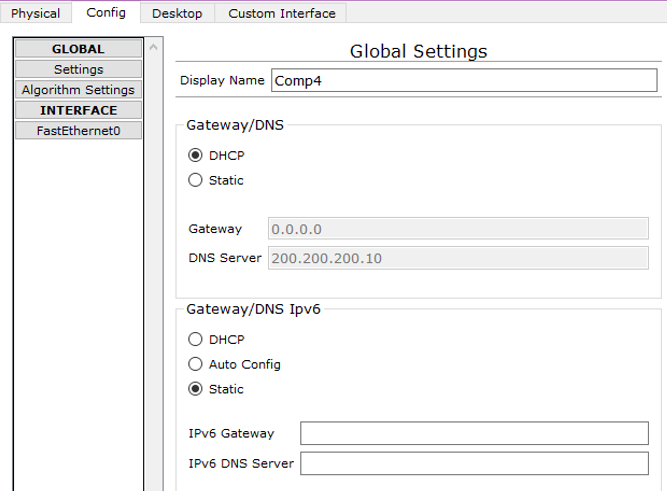 Physical Config Desktop Custom Interface
GLOBAL
Settings
Algorithm Settings
INTERFACE
FastEthernet0
Global Settings
Display Name Comp4
Gateway/DNS
DHCP
Static
Gateway 0.0.0.0
DNS Server 200.200.200.10
Gateway/DNS Ipv6
DHCP
Auto Config
Static
IPv6 Gateway
IPv6 DNS Server